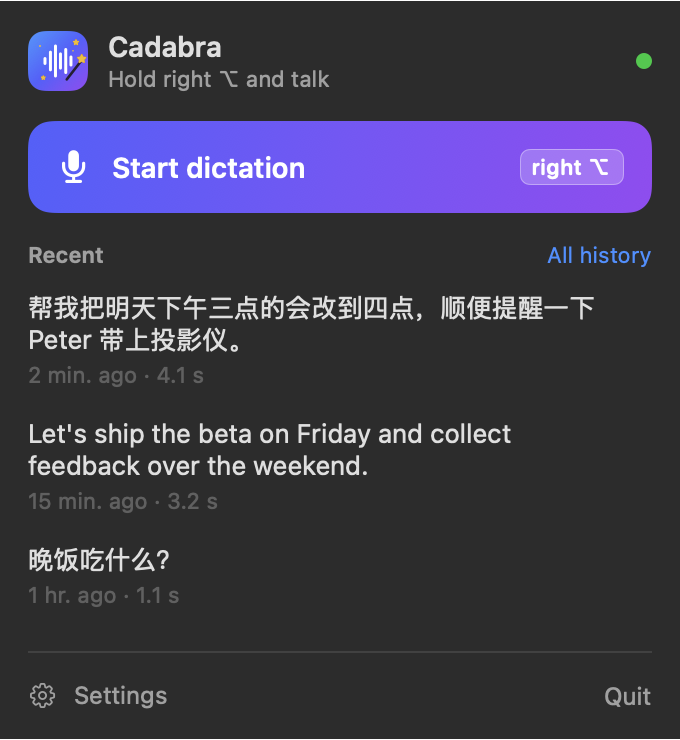 Cadabra
Hold right ⌥ and talk
Start dictation
right ⌥
Recent
All history
帮我把明天下午三点的会改到四点，顺便提醒一下
Peter 带上投影仪。
2 min. ago · 4.1 s
Let's ship the beta on Friday and collect
feedback over the weekend.
15 min. ago · 3.2 s
晚饭吃什么？
1 hr. ago · 1.1 s
Settings
Quit